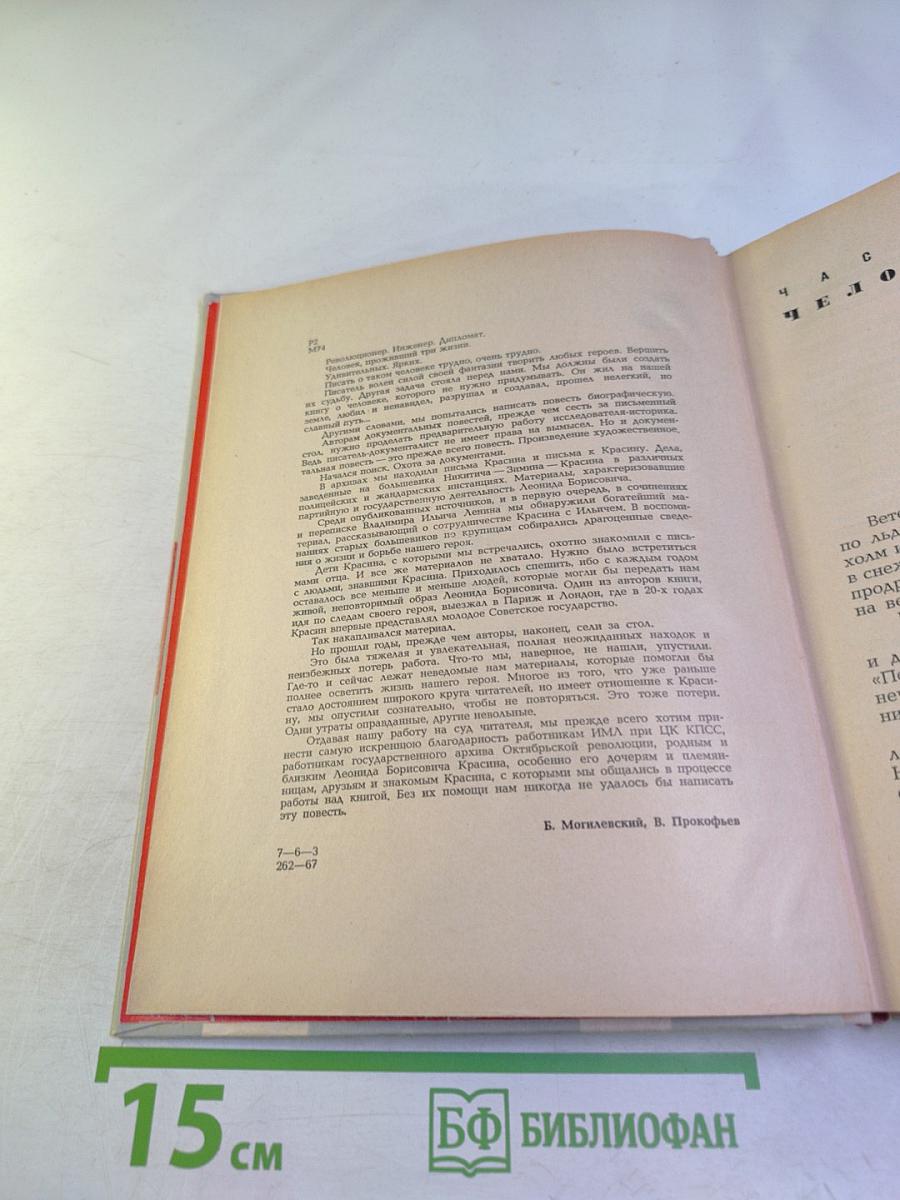 Р2
М74
Революционер. Инженер. Дипломат.
Человек, проживший три жизни.
Удивительных. Ярких.
Писать о таком человеке трудно, очень трудно.
Писатель волен силой своей фантазии творить любых героев. Вершить
их судьбу. Другая задача стояла перед нами. Мы должны были создать
книгу о человеке, которого не нужно придумывать. Он жил на нашей
земле, любил и ненавидел, разрушал и создавал, прошел нелегкий, но
славный путь...
Другими словами, мы попытались написать повесть биографическую.
Авторам документальных повестей, прежде чем сесть за письменный
стол, нужно проделать предварительную работу исследователя-историка.
Ведь писатель-документалист не имеет права на вымысел. Но и докумен-
тальная повесть — это прежде всего повесть. Произведение художественное.
Начался поиск. Охота за документами.
В архивах мы находили письма Красина и письма к Красину. Дела,
заведенные на большевика Никитича — Зимина — Красина в различных
полицейских и жандармских инстанциях. Материалы, характеризовавшие
партийную и государственную деятельность Леонида Борисовича.
Среди опубликованных источников, и в первую очередь, в сочинениях
и переписке Владимира Ильича Ленина мы обнаружили богатейший ма-
териал, рассказывающий о сотрудничестве Красина с Ильичем. В воспоми-
наниях старых большевиков по крупицам собирались драгоценные сведе-
ния о жизни и борьбе нашего героя.
Дети Красина, с которыми мы встречались, охотно знакомили с пись-
мами отца. И все же материалов не хватало. Нужно было встретиться
с людьми, знавшими Красина. Приходилось спешить, ибо с каждым годом
оставалось все меньше и меньше людей, которые могли бы передать нам
живой, неповторимый образ Леонида Борисовича. Один из авторов книги,
идя по следам своего героя, выезжал в Париж и Лондон, где в 20-х годах
Красин впервые представлял молодое Советское государство.
Так накапливался материал.
Но прошли годы, прежде чем авторы, наконец, сели за стол.
Это была тяжелая и увлекательная, полная неожиданных находок и
неизбежных потерь работа. Что-то мы, наверное, не нашли, упустили.
Где-то и сейчас лежат неведомые нам материалы, которые помогли бы
полнее осветить жизнь нашего героя. Многое из того, что уже раньше
стало достоянием широкого круга читателей, но имеет отношение к Краси-
ну, мы опустили сознательно, чтобы не повторяться. Это тоже потери.
Одни утраты оправданные, другие невольные.
Отдавая нашу работу на суд читателя, мы прежде всего хотим при-
нести самую искреннюю благодарность работникам ИМЛ при ЦК КПСС,
работникам государственного архива Октябрьской революции, родным и
близким Леонида Борисовича Красина, особенно его дочерям и племян-
ницам, друзьям и знакомым Красина, с которыми мы общались в процессе
работы над книгой. Без их помощи нам никогда не удалось бы написать
эту повесть.
Б. Могилевский, В. Прокофьев
7—6—3
262—67
ЧАС
ЧЕЛО
Вете
по льд
холм и
в снеж
продр
на ве
и д
«По
неч
ни
15 см
БФ БИБЛИОФАН